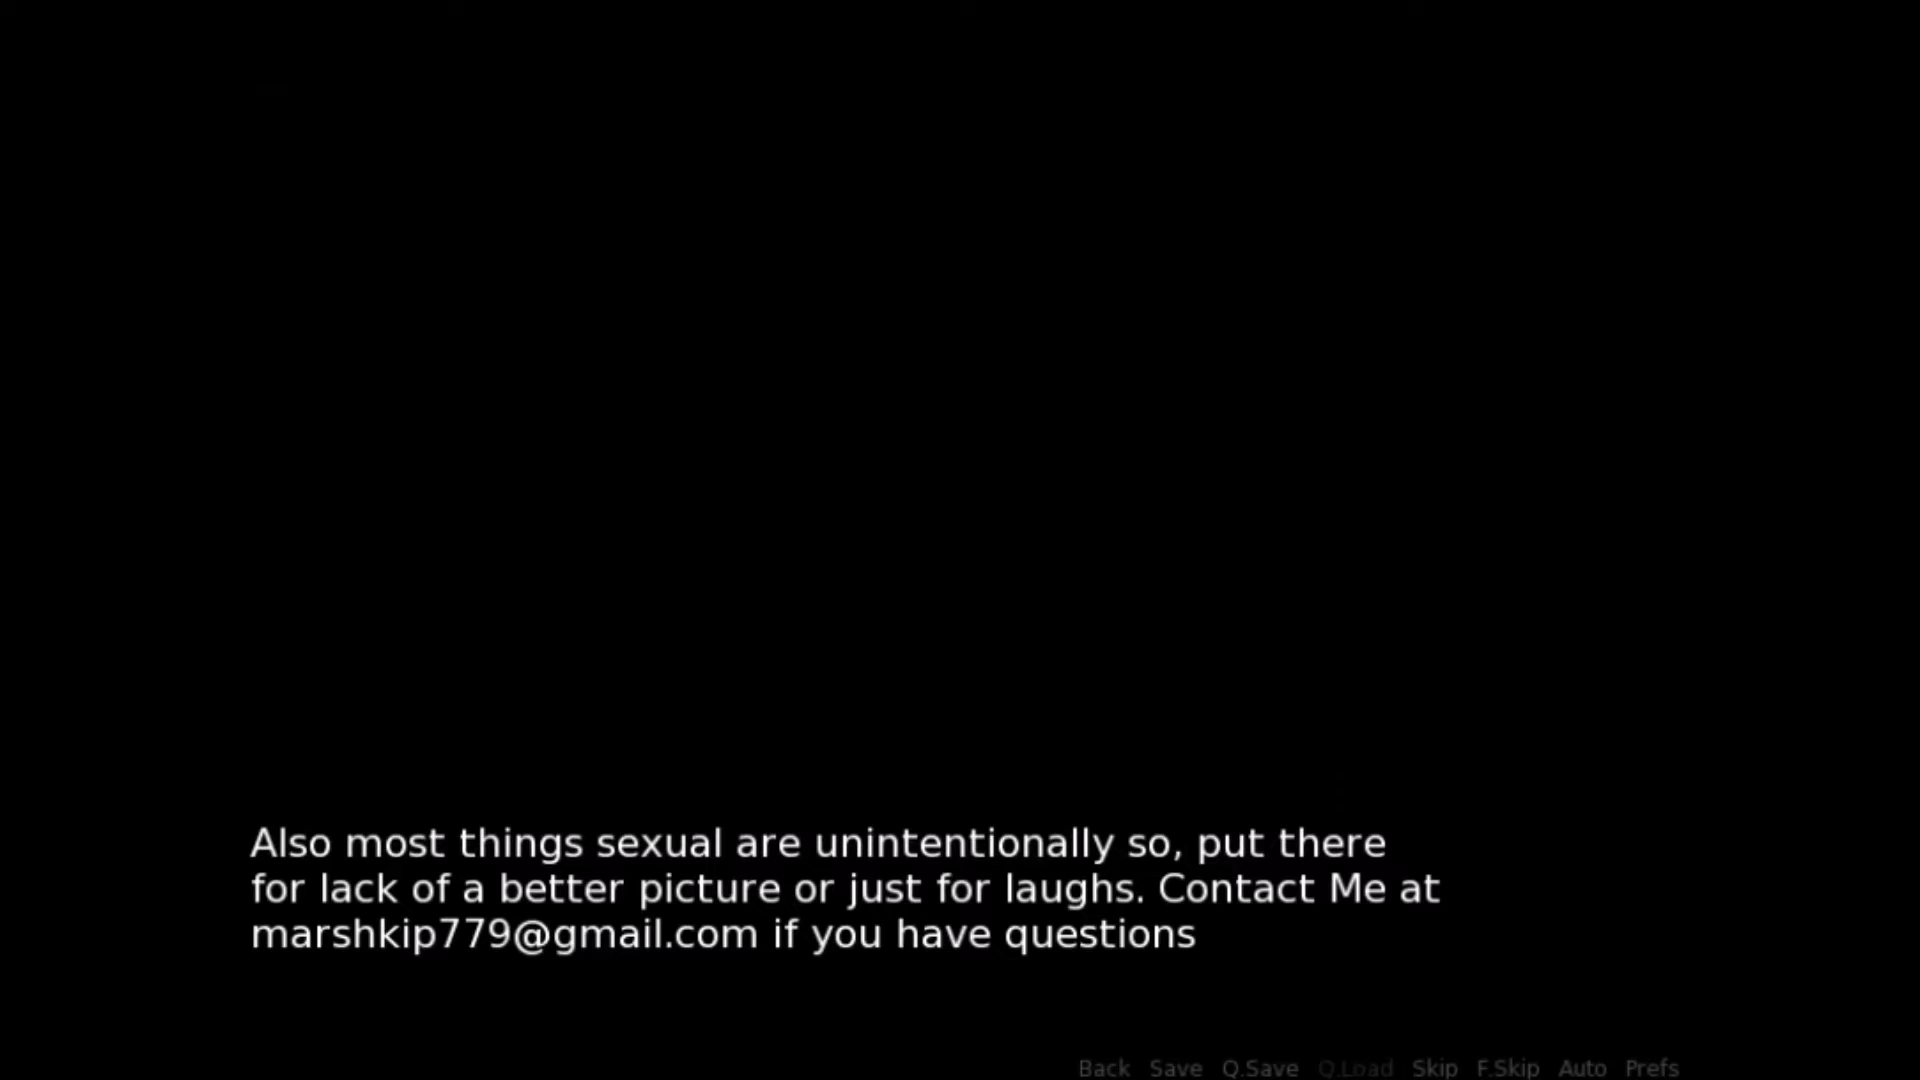 Also most things sexual are unintentionally so, put there
for lack of a better picture or just for laughs. Contact Me at
marshkip779@gmail.com if you have questions
Back Save Q.Save Q.Load Skip F.Skip Auto Prefs